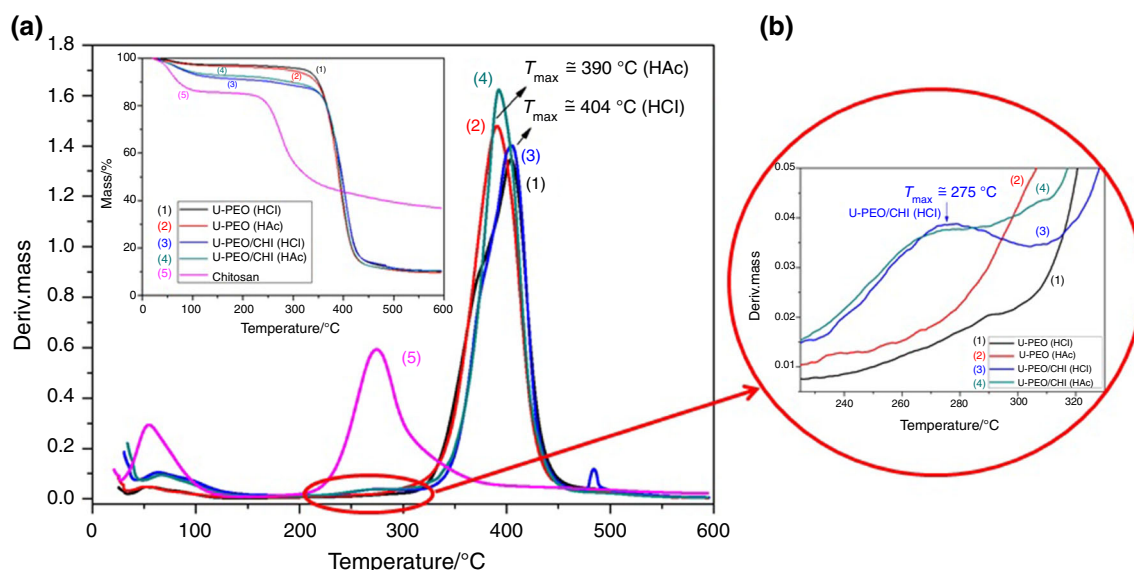 (a)
1.8
1.6
1.4
1.2
1.0
0.8
0.6
0.4
0.2
0.0
Deriv.mass
0
100
200
300
400
500
600
Temperature/°C
T max ≅ 390 °C (HAc)
T max ≅ 404 °C (HCl)
(4)
(2)
(3)
(1)
(5)
100
80
60
40
20
0
Mass/%
0
100
200
300
400
500
600
Temperature/°C
(1)
(4)
(2)
(3)
(5)
(1) U-PEO (HCl)
(2) U-PEO (HAc)
(3) U-PEO/CHI (HCl)
(4) U-PEO/CHI (HAc)
(5) Chitosan
(b)
0.05
0.04
0.03
0.02
0.01
Deriv.mass
240
260
280
300
320
Temperature/°C
T max ≅ 275 °C
U-PEO/CHI (HCl)
(2)
(4)
(3)
(1)
(1) U-PEO (HCl)
(2) U-PEO (HAc)
(3) U-PEO/CHI (HCl)
(4) U-PEO/CHI (HAc)